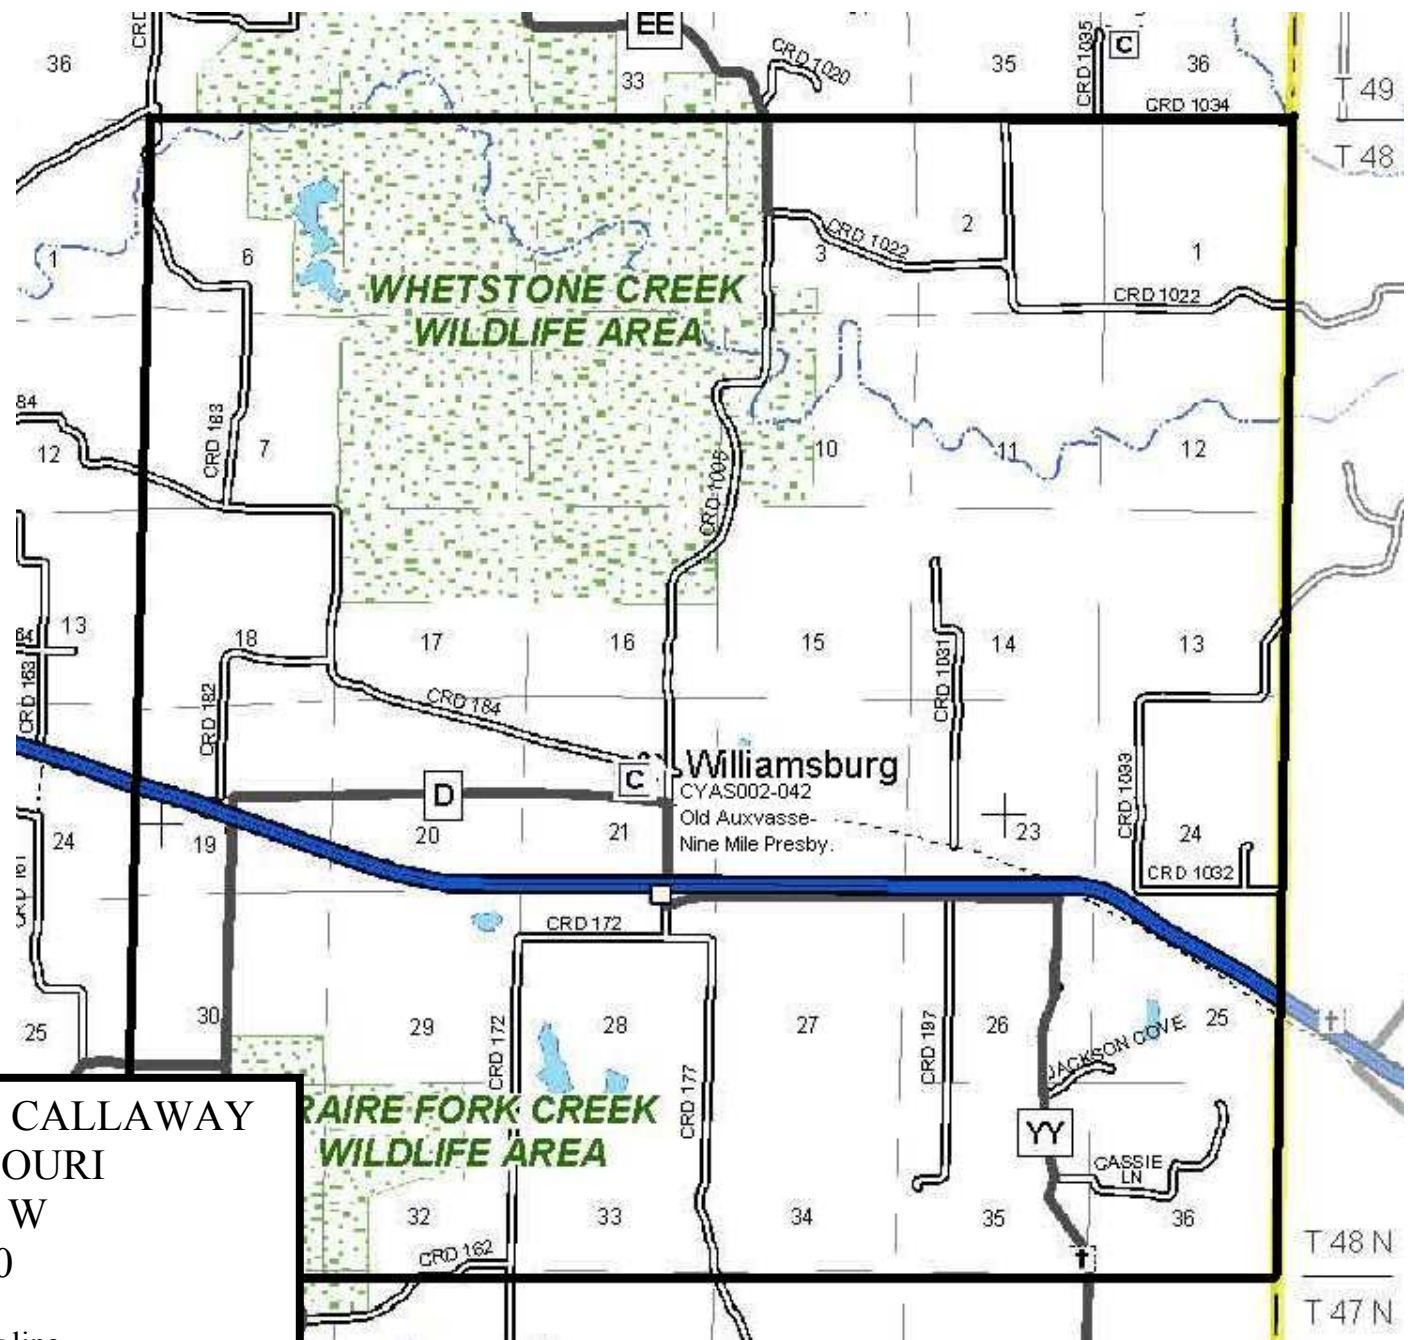 EE
CRD 1020
CRD 1035
C
36
33
35
36
CRD
CRD 1034
T 49
T 48
1
6
2
3
CRD 1022
1
CRD 1022
WHETSTONE CREEK
WILDLIFE AREA
84
12
CRD 183
7
CRD 1005
10
11
12
13
18
17
16
15
14
13
CRD 163
CRD 182
CRD 184
CRD 1031
CRD 1033
Williamsburg
C
D
CYAS002-042
Old Auxvasse-
Nine Mile Presby.
24
19
20
21
23
24
CRD 161
CRD 1032
CRD 172
25
30
29
28
27
26
25
CRD 172
CRD 177
CRD 197
JACKSON COVE
CALLAWAY
OURI
W
0
RAIRE FORK CREEK
WILDLIFE AREA
YY
CASSIE
LN
32
33
34
35
36
CRD 162
T 48 N
T 47 N
line